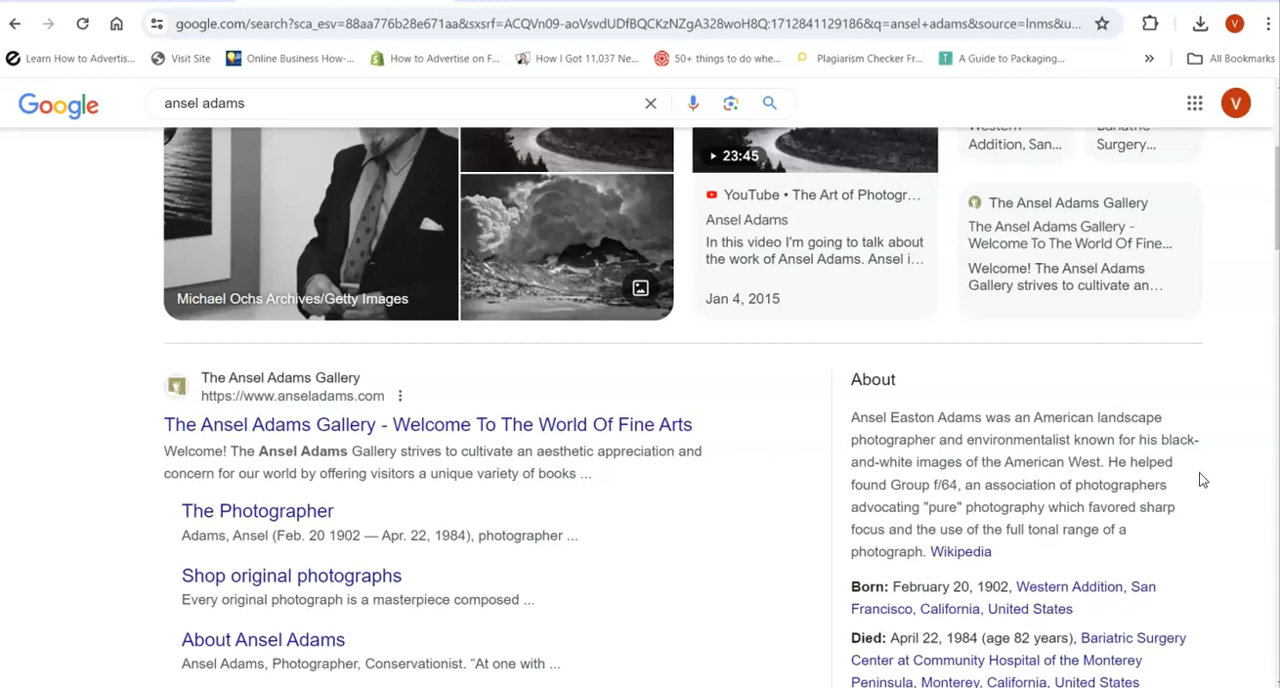 google.com/search?sca_esv=88aa776b28e671aa&sxsrf=ACQVn09-aoVsvdUDfBQCKzNZgA328woH8Q:1712841129186&q=ansel+adams&source=lnms&u...
V
Learn How to Advertis...
Visit Site
Online Business How-...
How to Advertise on F...
How I Got 11,037 Ne...
50+ things to do whe...
Plagiarism Checker Fr...
T
A Guide to Packaging...
»
All Bookmarks
Google
ansel adams
V
Michael Ochs Archives/Getty Images
23:45
YouTube • The Art of Photogr...
Ansel Adams
In this video I'm going to talk about
the work of Ansel Adams. Ansel i...
Jan 4, 2015
Western
Addition, San...
Bariatric
Surgery...
The Ansel Adams Gallery
The Ansel Adams Gallery -
Welcome To The World Of Fine...
Welcome! The Ansel Adams
Gallery strives to cultivate an...
The Ansel Adams Gallery
https://www.anseladams.com
The Ansel Adams Gallery - Welcome To The World Of Fine Arts
Welcome! The Ansel Adams Gallery strives to cultivate an aesthetic appreciation and
concern for our world by offering visitors a unique variety of books ...
The Photographer
Adams, Ansel (Feb. 20 1902 — Apr. 22, 1984), photographer ...
Shop original photographs
Every original photograph is a masterpiece composed ...
About Ansel Adams
Ansel Adams, Photographer, Conservationist. "At one with ...
About
Ansel Easton Adams was an American landscape
photographer and environmentalist known for his black-
and-white images of the American West. He helped
found Group f/64, an association of photographers
advocating "pure" photography which favored sharp
focus and the use of the full tonal range of a
photograph. Wikipedia
Born: February 20, 1902, Western Addition, San
Francisco, California, United States
Died: April 22, 1984 (age 82 years), Bariatric Surgery
Center at Community Hospital of the Monterey
Peninsula, Monterey, California, United States